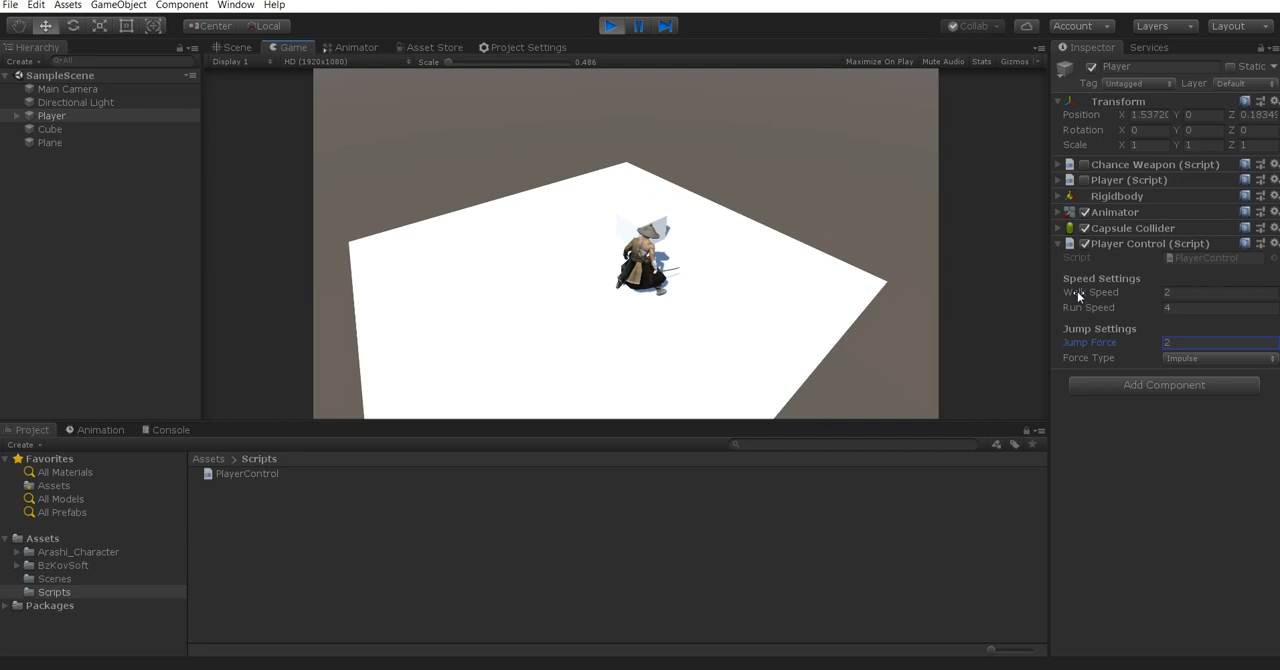 File Edit Assets GameObject Component Window Help
Center Local Collab Account Layers Layout
Hierarchy Scene Game Animator Asset Store Project Settings Inspector Services
Create All Display 1 HD (1920x1080) Scale 0.486 Maximize On Play Mute Audio Stats Gizmos Player Static
SampleScene Tag Untagged Layer Default
Main Camera
Directional Light Transform
Player Position X 1.5372( Y 0 Z 0.1834
Cube Rotation X 0 Y 0 Z 0
Plane Scale X 1 Y 1 Z 1
Chance Weapon (Script)
Player (Script)
Rigidbody
Animator
Capsule Collider
Player Control (Script)
Script PlayerControl
Speed Settings
Walk Speed 2
Run Speed 4
Jump Settings
Jump Force 2
Force Type Impulse
Add Component
Project Animation Console
Create
Favorites Assets > Scripts
All Materials PlayerControl
Assets
All Models
All Prefabs
Assets
Arashi_Character
BzKovSoft
Scenes
Scripts
Packages